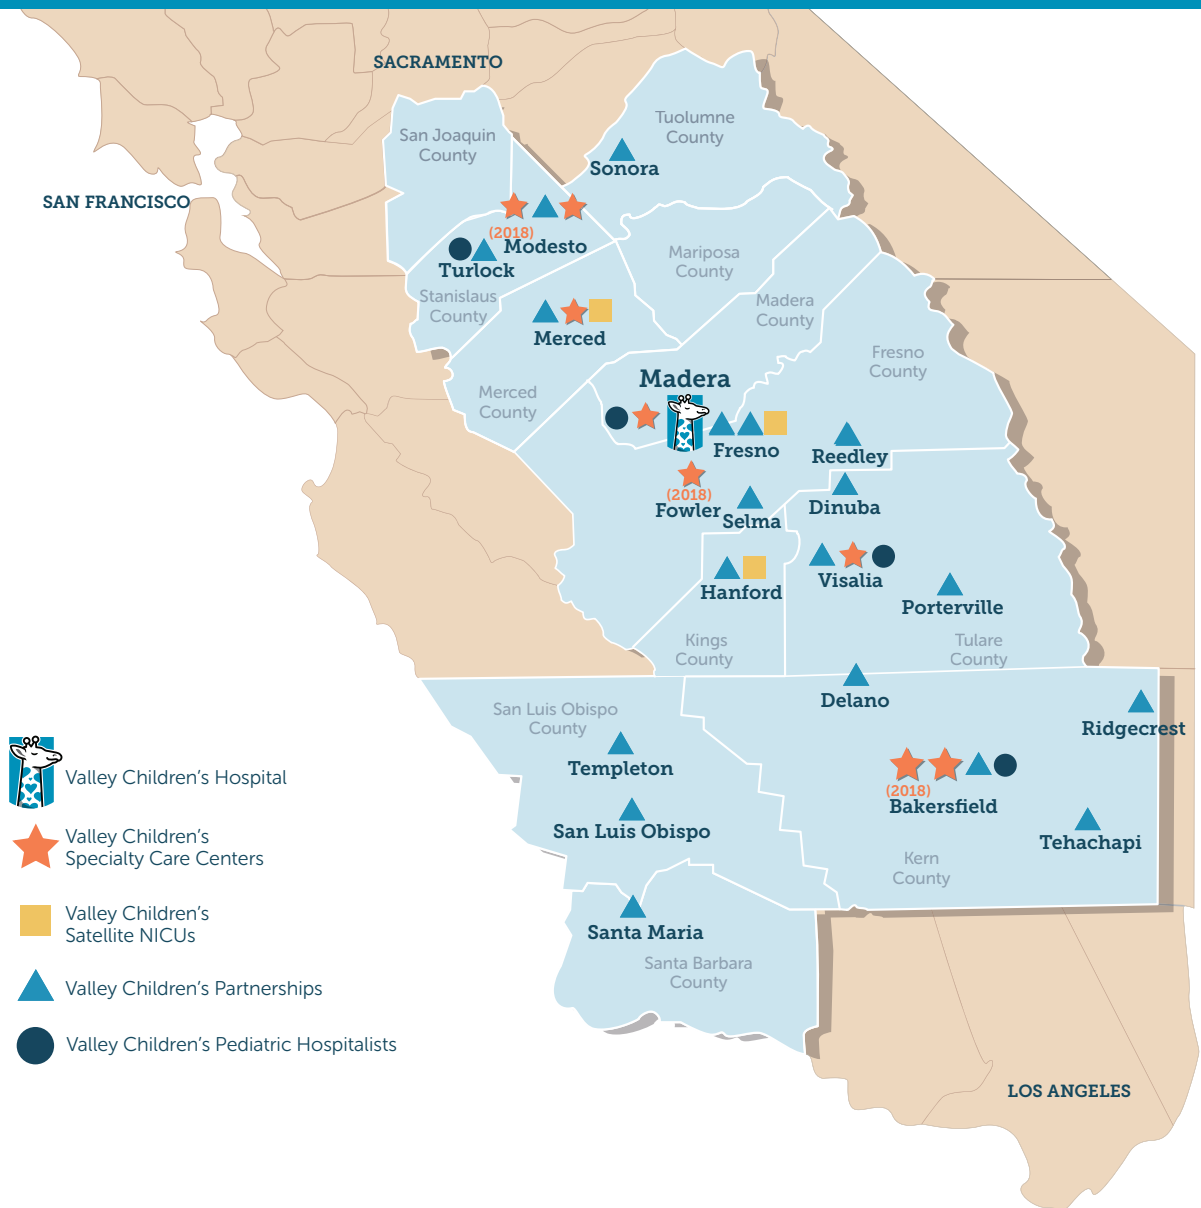 SACRAMENTO
Tuolumne
County
San Joaquin
County
Sonora
SAN FRANCISCO
(2018)
Modesto
Turlock
Mariposa
County
Stanislaus
County
Madera
County
Merced
Fresno
County
Madera
Merced
County
Fresno
Reedley
(2018)
Fowler
Selma
Dinuba
Visalia
Hanford
Porterville
Kings
County
Tulare
County
Delano
San Luis Obispo
County
Ridgecrest
Templeton
Valley Children's Hospital
(2018)
Bakersfield
San Luis Obispo
Tehachapi
Valley Children's
Specialty Care Centers
Kern
County
Valley Children's
Satellite NICUs
Santa Maria
Santa Barbara
County
Valley Children's Partnerships
Valley Children's Pediatric Hospitalists
LOS ANGELES